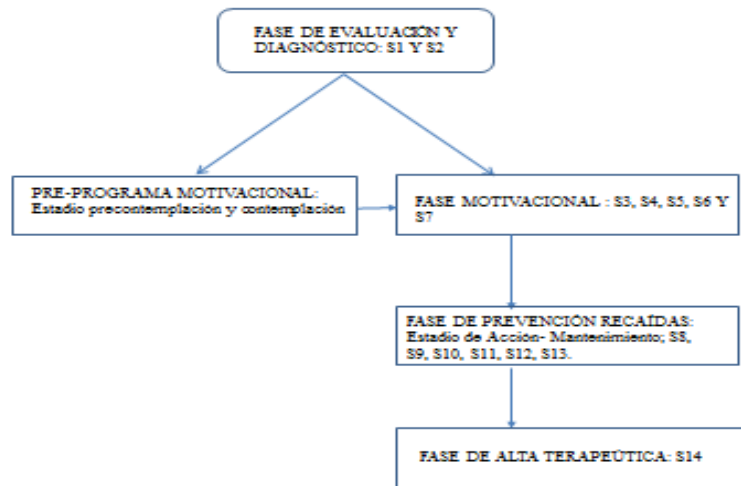 FASE DE EVALUACIÓN Y
DIAGNÓSTICO: S1 Y S2
PRE-PROGRAMA MOTIVACIONAL:
Estadio precontemplación y contemplación
FASE MOTIVACIONAL : S3, S4, S5, S6 Y
S7
FASE DE PREVENCIÓN RECAÍDAS:
Estadio de Acción- Mantenimiento; S8,
S9, S10, S11, S12, S13.
FASE DE ALTA TERAPEÚTICA: S14